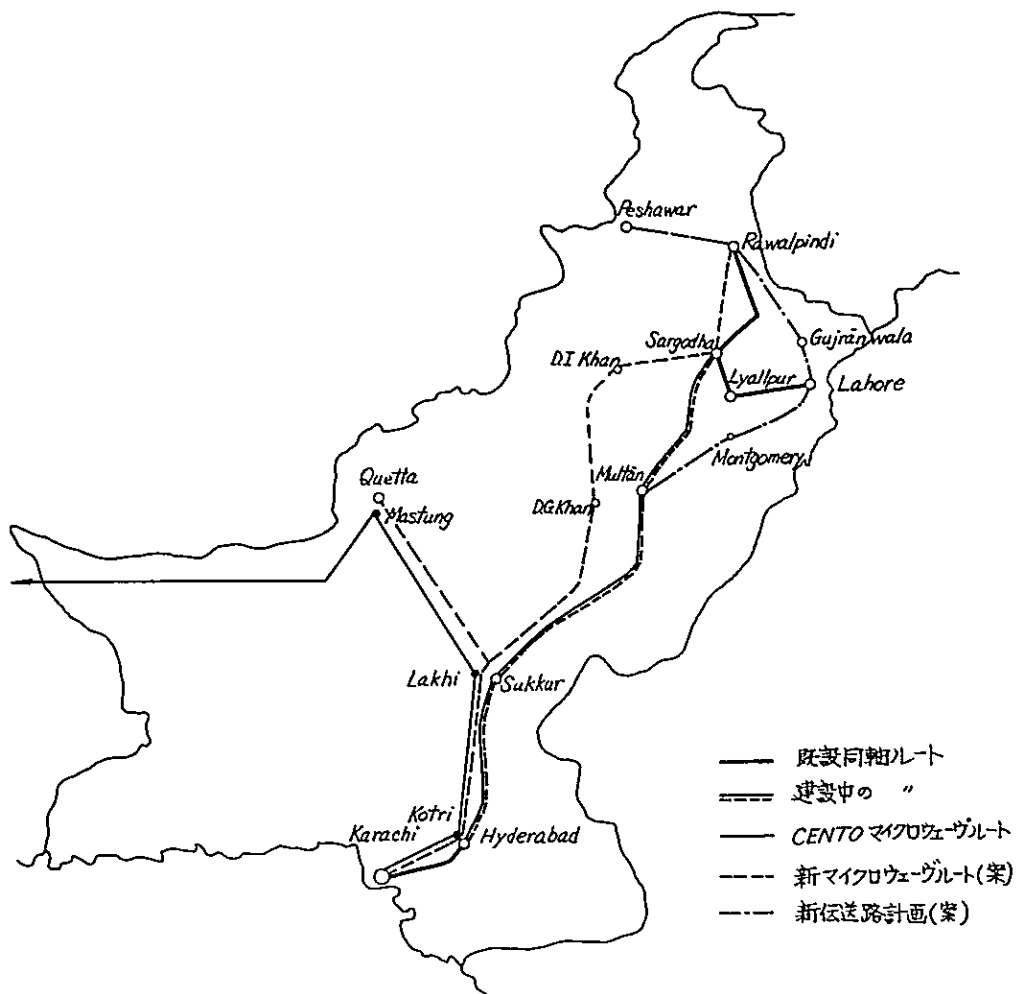 Peshawar
Rawalpindi
Sargodha
Gujrānwala
D.I Khan
Lyallpur
Lahore
Montgomery
Multān
Quetta
D.G.Khan
Mastung
Lakhi
Sukkur
Kotri
Karachi
Hyderabad
既設同軸ルート
建設中の 〃
CENTO マイクロウェーヴルート
新マイクロウェーヴルート(案)
新伝送路計画(案)